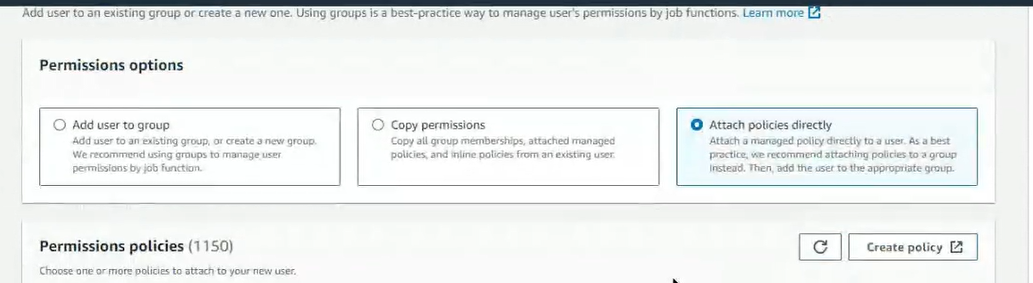 Add user to an existing group or create a new one. Using groups is a best-practice way to manage user's permissions by job functions. Learn more
Permissions options
Add user to group
Add user to an existing group, or create a new group.
We recommend using groups to manage user
permissions by job function.
Copy permissions
Copy all group memberships, attached managed
policies, and inline policies from an existing user.
Attach policies directly
Attach a managed policy directly to a user. As a best
practice, we recommend attaching policies to a group
instead. Then, add the user to the appropriate group.
Permissions policies (1150)
Create policy
Choose one or more policies to attach to your new user.